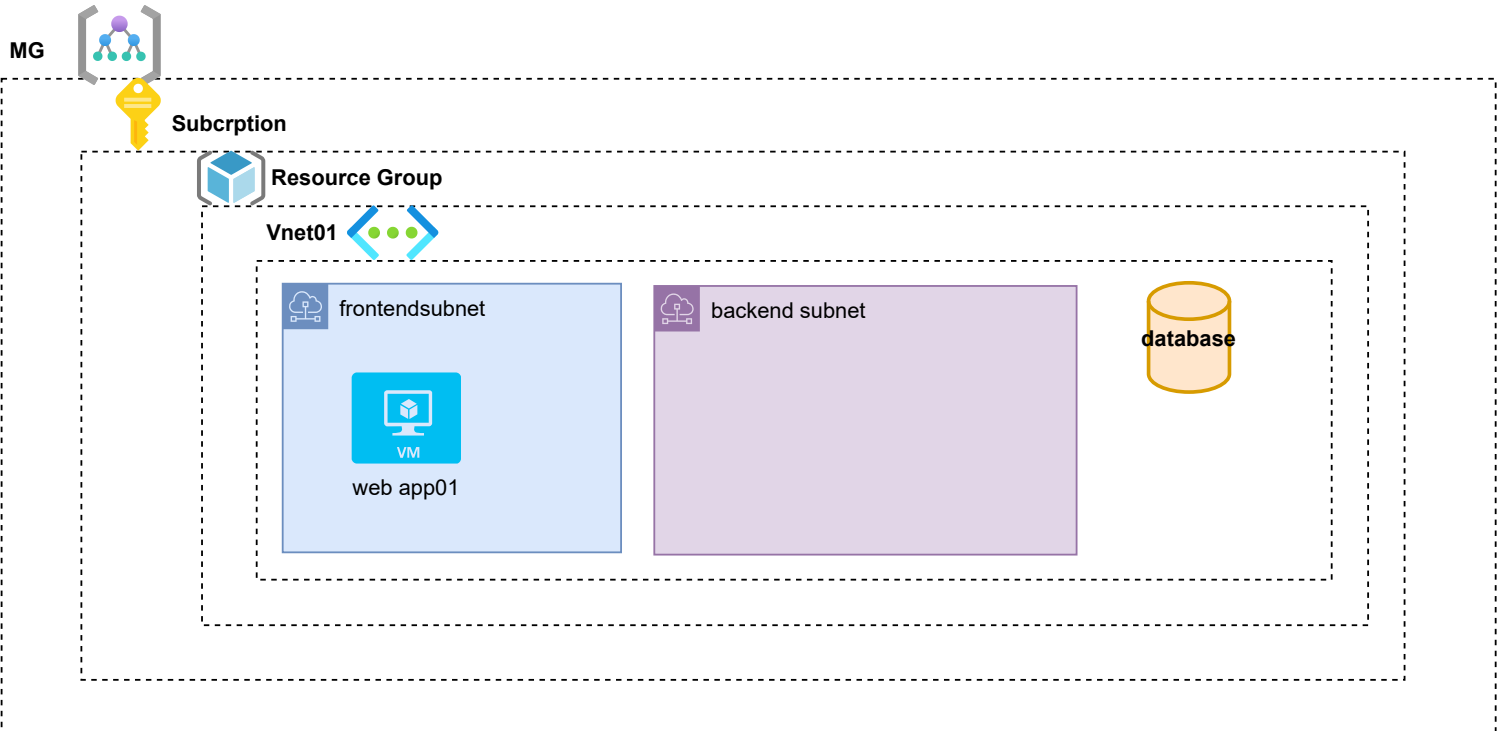 MG
Subcrption
Resource Group
Vnet01
frontendsubnet
backend subnet
database
VM
web app01